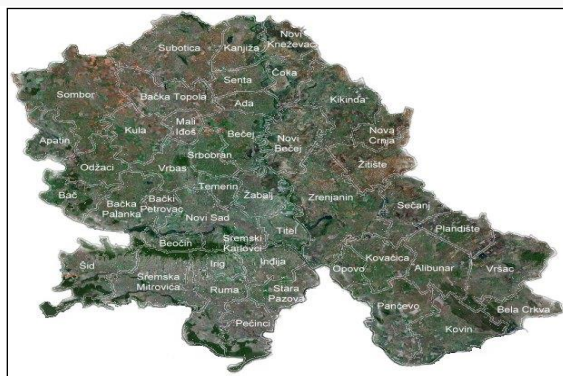 Novi
Kneževac
Subotica
Kanjiža
Čoka
Senta
Sombor
Bačka Topola
Ada
Kikinda
Mali
Iđoš
Kula
Bečej
Novi
Bečej
Nova
Crnja
Apatin
Srbobran
Žitište
Odžaci
Vrbas
Temerin
Žabalj
Zrenjanin
Bač
Bačka
Palanka
Bački
Petrovac
Novi Sad
Sečanj
Titel
Plandište
Beočin
Sremski
Karlovci
Kovačica
Šid
Irig
Inđija
Opovo
Alibunar
Vršac
Sremska
Mitrovica
Ruma
Stara
Pazova
Pančevo
Bela Crkva
Pećinci
Kovin